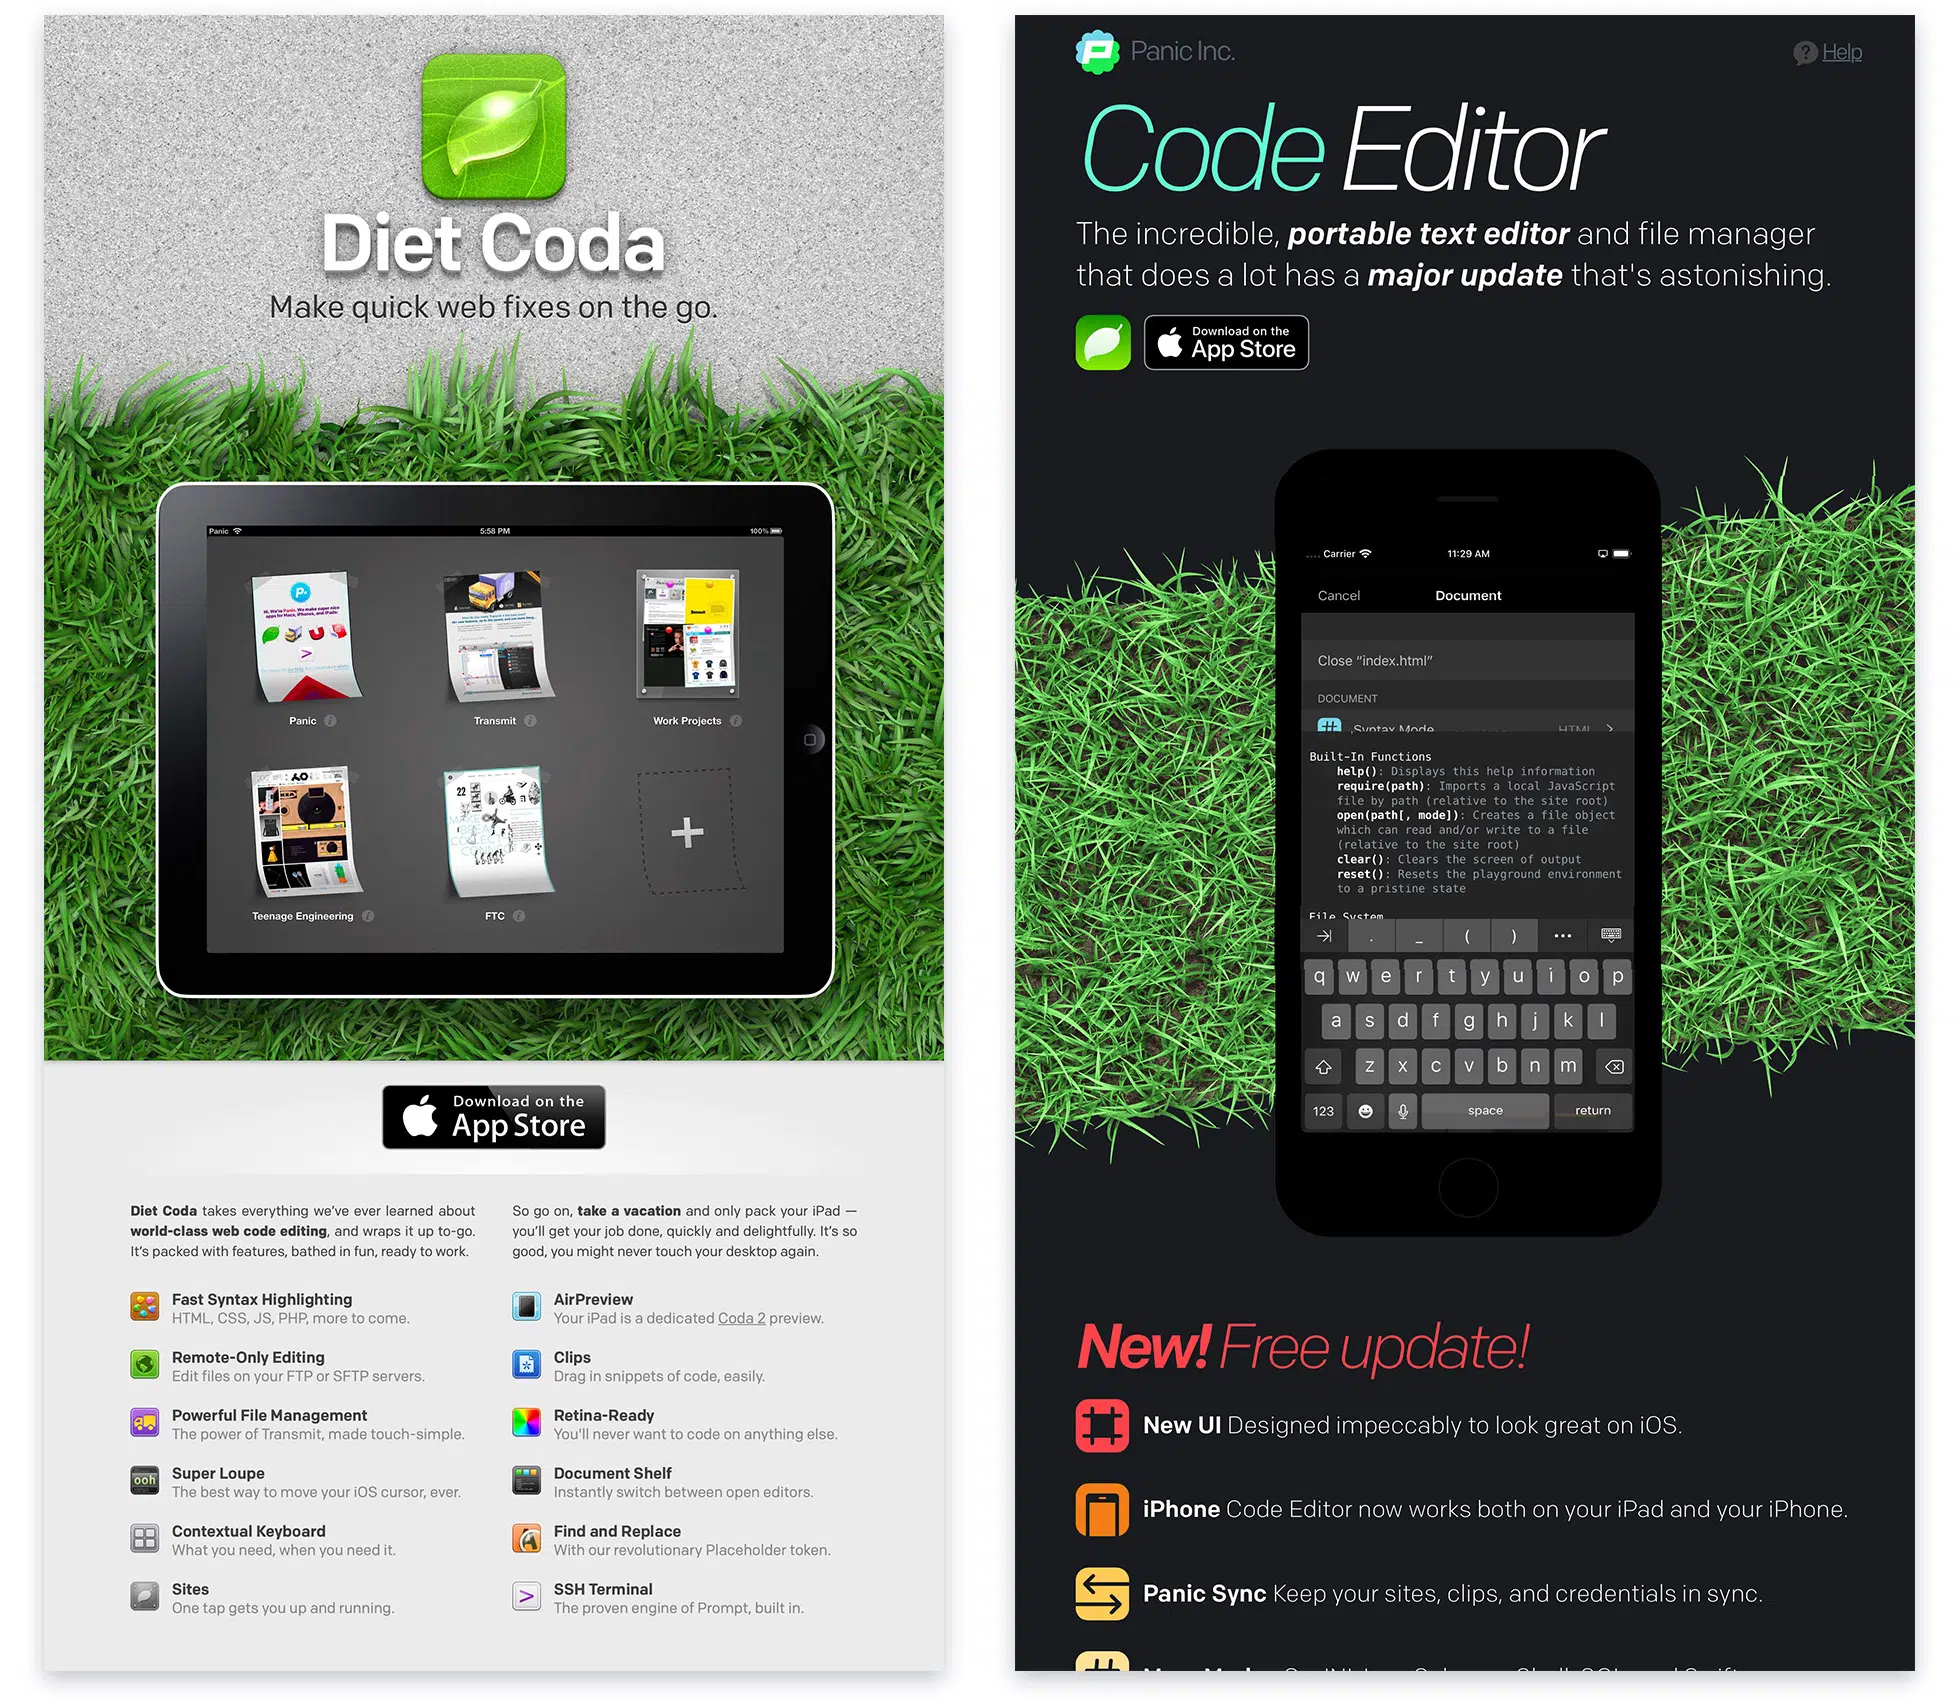 Diet Coda
Make quick web fixes on the go.
Panic
5:58 PM
100%
Hi, We're Panic. We make super nice
apps for Macs, iPhones, and iPads:
Panic
Transmit
Work Projects
22
Teenage Engineering
FTC
Download on the
App Store
Diet Coda takes everything we've ever learned about
world-class web code editing, and wraps it up to-go.
It's packed with features, bathed in fun, ready to work.
So go on, take a vacation and only pack your iPad —
you'll get your job done, quickly and delightfully. It's so
good, you might never touch your desktop again.
Fast Syntax Highlighting
HTML, CSS, JS, PHP, more to come.
Remote-Only Editing
Edit files on your FTP or SFTP servers.
Powerful File Management
The power of Transmit, made touch-simple.
ooh
Super Loupe
The best way to move your iOS cursor, ever.
Contextual Keyboard
What you need, when you need it.
Sites
One tap gets you up and running.
AirPreview
Your iPad is a dedicated Coda 2 preview.
Clips
Drag in snippets of code, easily.
Retina-Ready
You'll never want to code on anything else.
Document Shelf
Instantly switch between open editors.
Find and Replace
With our revolutionary Placeholder token.
SSH Terminal
The proven engine of Prompt, built in.
Panic Inc.
? Help
Code Editor
The incredible, portable text editor and file manager
that does a lot has a major update that's astonishing.
Download on the
App Store
Carrier
11:29 AM
Cancel
Document
Close "index.html"
DOCUMENT
Syntax Mode
HTML
Built-In Functions
help(): Displays this help information
require(path): Imports a local JavaScript
file by path (relative to the site root)
open(path[, mode]): Creates a file object
which can read and/or write to a file
(relative to the site root)
clear(): Clears the screen of output
reset(): Resets the playground environment
to a pristine state
File System
. _ ( ) •••
q w e r t y u i o p
a s d f g h j k l
z x c v b n m
123 space return
New! Free update!
New UI Designed impeccably to look great on iOS.
iPhone Code Editor now works both on your iPad and your iPhone.
Panic Sync Keep your sites, clips, and credentials in sync.